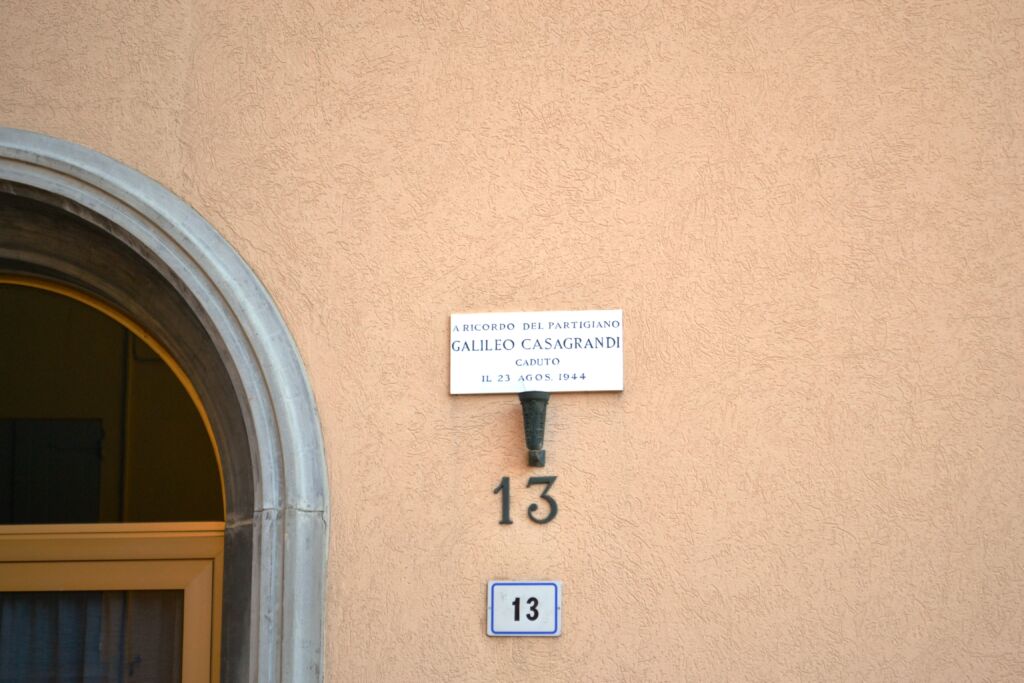 A RICORDO DEL PARTIGIANO
GALILEO CASAGRANDI
CADUTO
IL 23 AGOS. 1944
13
13